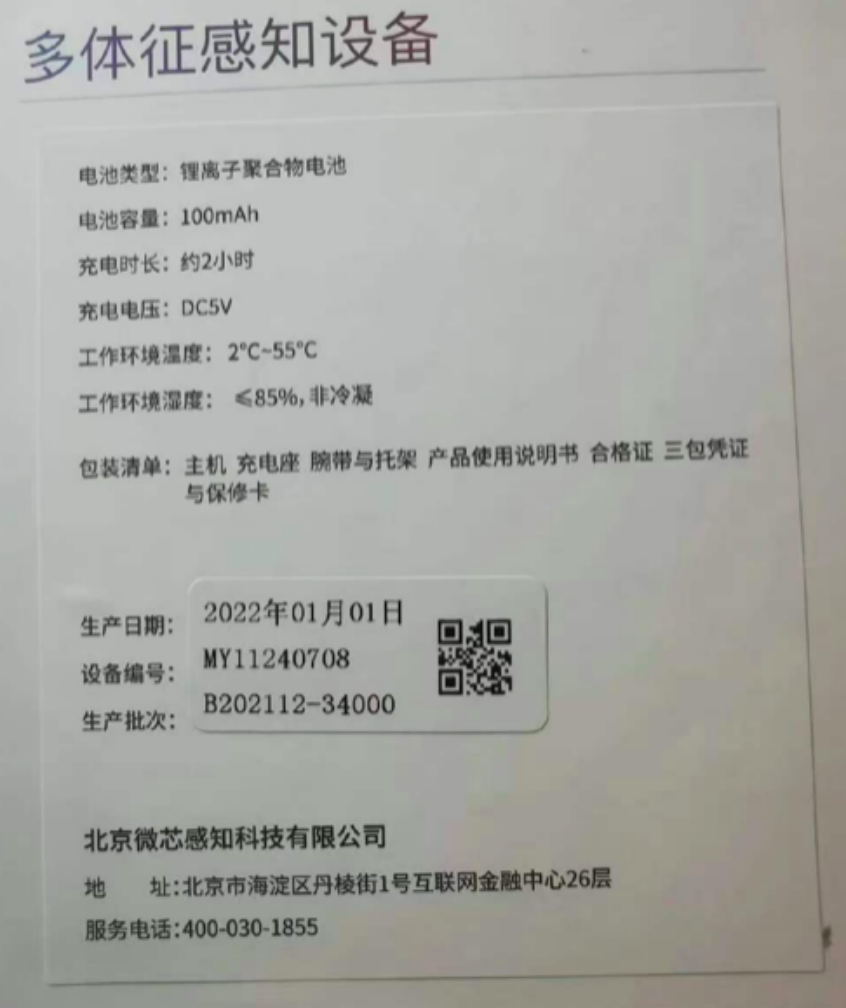 多体征感知设备
电池类型：锂离子聚合物电池
电池容量：100mAh
充电时长：约2小时
充电电压：DC5V
工作环境温度：2℃~55℃
工作环境湿度：≤85%,非冷凝
包装清单：主机 充电座 腕带与托架 产品使用说明书 合格证 三包凭证
与保修卡
生产日期：2022年01月01日
设备编号：MY11240708
生产批次：B202112-34000
北京微芯感知科技有限公司
地 址:北京市海淀区丹棱街1号互联网金融中心26层
服务电话:400-030-1855